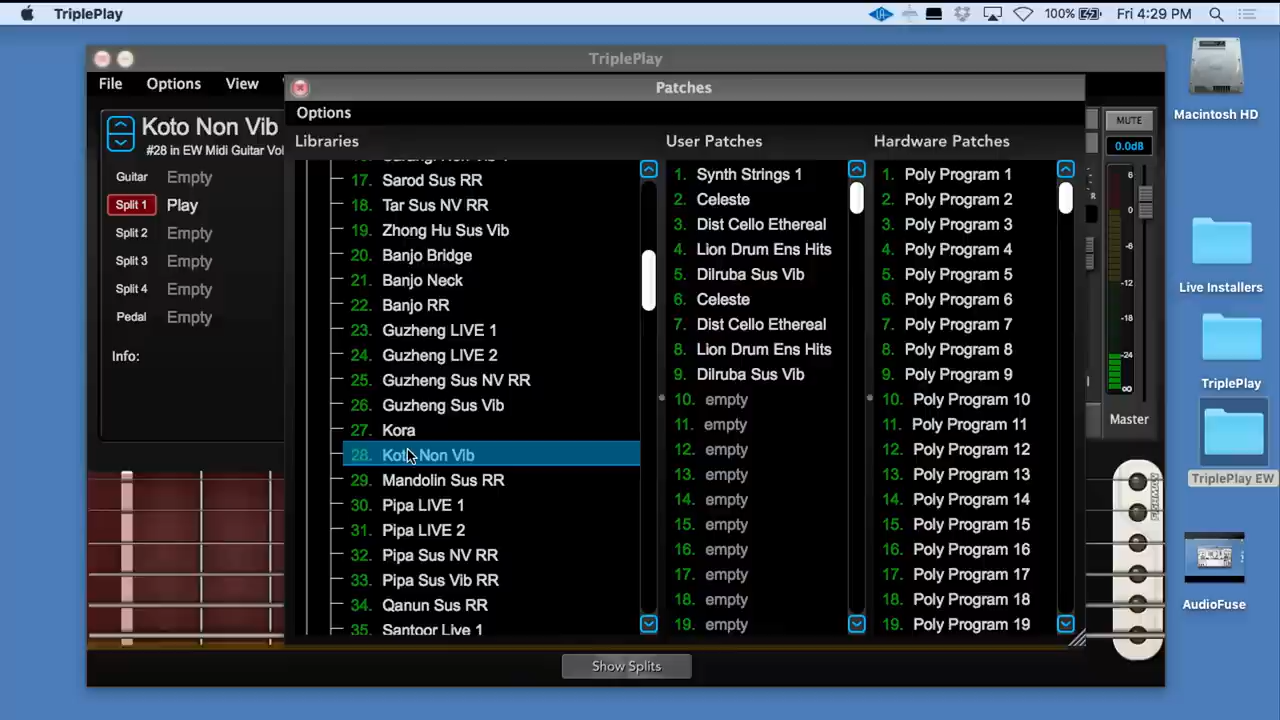 TriplePlay
100%
Fri 4:29 PM
TriplePlay
File
Options
View
Patches
Options
Koto Non Vib
#28 in EW Midi Guitar Vol
Guitar Empty
Split 1 Play
Split 2 Empty
Split 3 Empty
Split 4 Empty
Pedal Empty
Info:
Libraries
17. Sarod Sus RR
18. Tar Sus NV RR
19. Zhong Hu Sus Vib
20. Banjo Bridge
21. Banjo Neck
22. Banjo RR
23. Guzheng LIVE 1
24. Guzheng LIVE 2
25. Guzheng Sus NV RR
26. Guzheng Sus Vib
27. Kora
28. Koto Non Vib
29. Mandolin Sus RR
30. Pipa LIVE 1
31. Pipa LIVE 2
32. Pipa Sus NV RR
33. Pipa Sus Vib RR
34. Qanun Sus RR
35. Santoor Live 1
User Patches
1. Synth Strings 1
2. Celeste
3. Dist Cello Ethereal
4. Lion Drum Ens Hits
5. Dilruba Sus Vib
6. Celeste
7. Dist Cello Ethereal
8. Lion Drum Ens Hits
9. Dilruba Sus Vib
10. empty
11. empty
12. empty
13. empty
14. empty
15. empty
16. empty
17. empty
18. empty
19. empty
Hardware Patches
1. Poly Program 1
2. Poly Program 2
3. Poly Program 3
4. Poly Program 4
5. Poly Program 5
6. Poly Program 6
7. Poly Program 7
8. Poly Program 8
9. Poly Program 9
10. Poly Program 10
11. Poly Program 11
12. Poly Program 12
13. Poly Program 13
14. Poly Program 14
15. Poly Program 15
16. Poly Program 16
17. Poly Program 17
18. Poly Program 18
19. Poly Program 19
MUTE
0.0dB
6
0
-6
-12
-18
-24
∞
Master
FISHMAN
Show Splits
Macintosh HD
Live Installers
TriplePlay
TriplePlay EW
AudioFuse